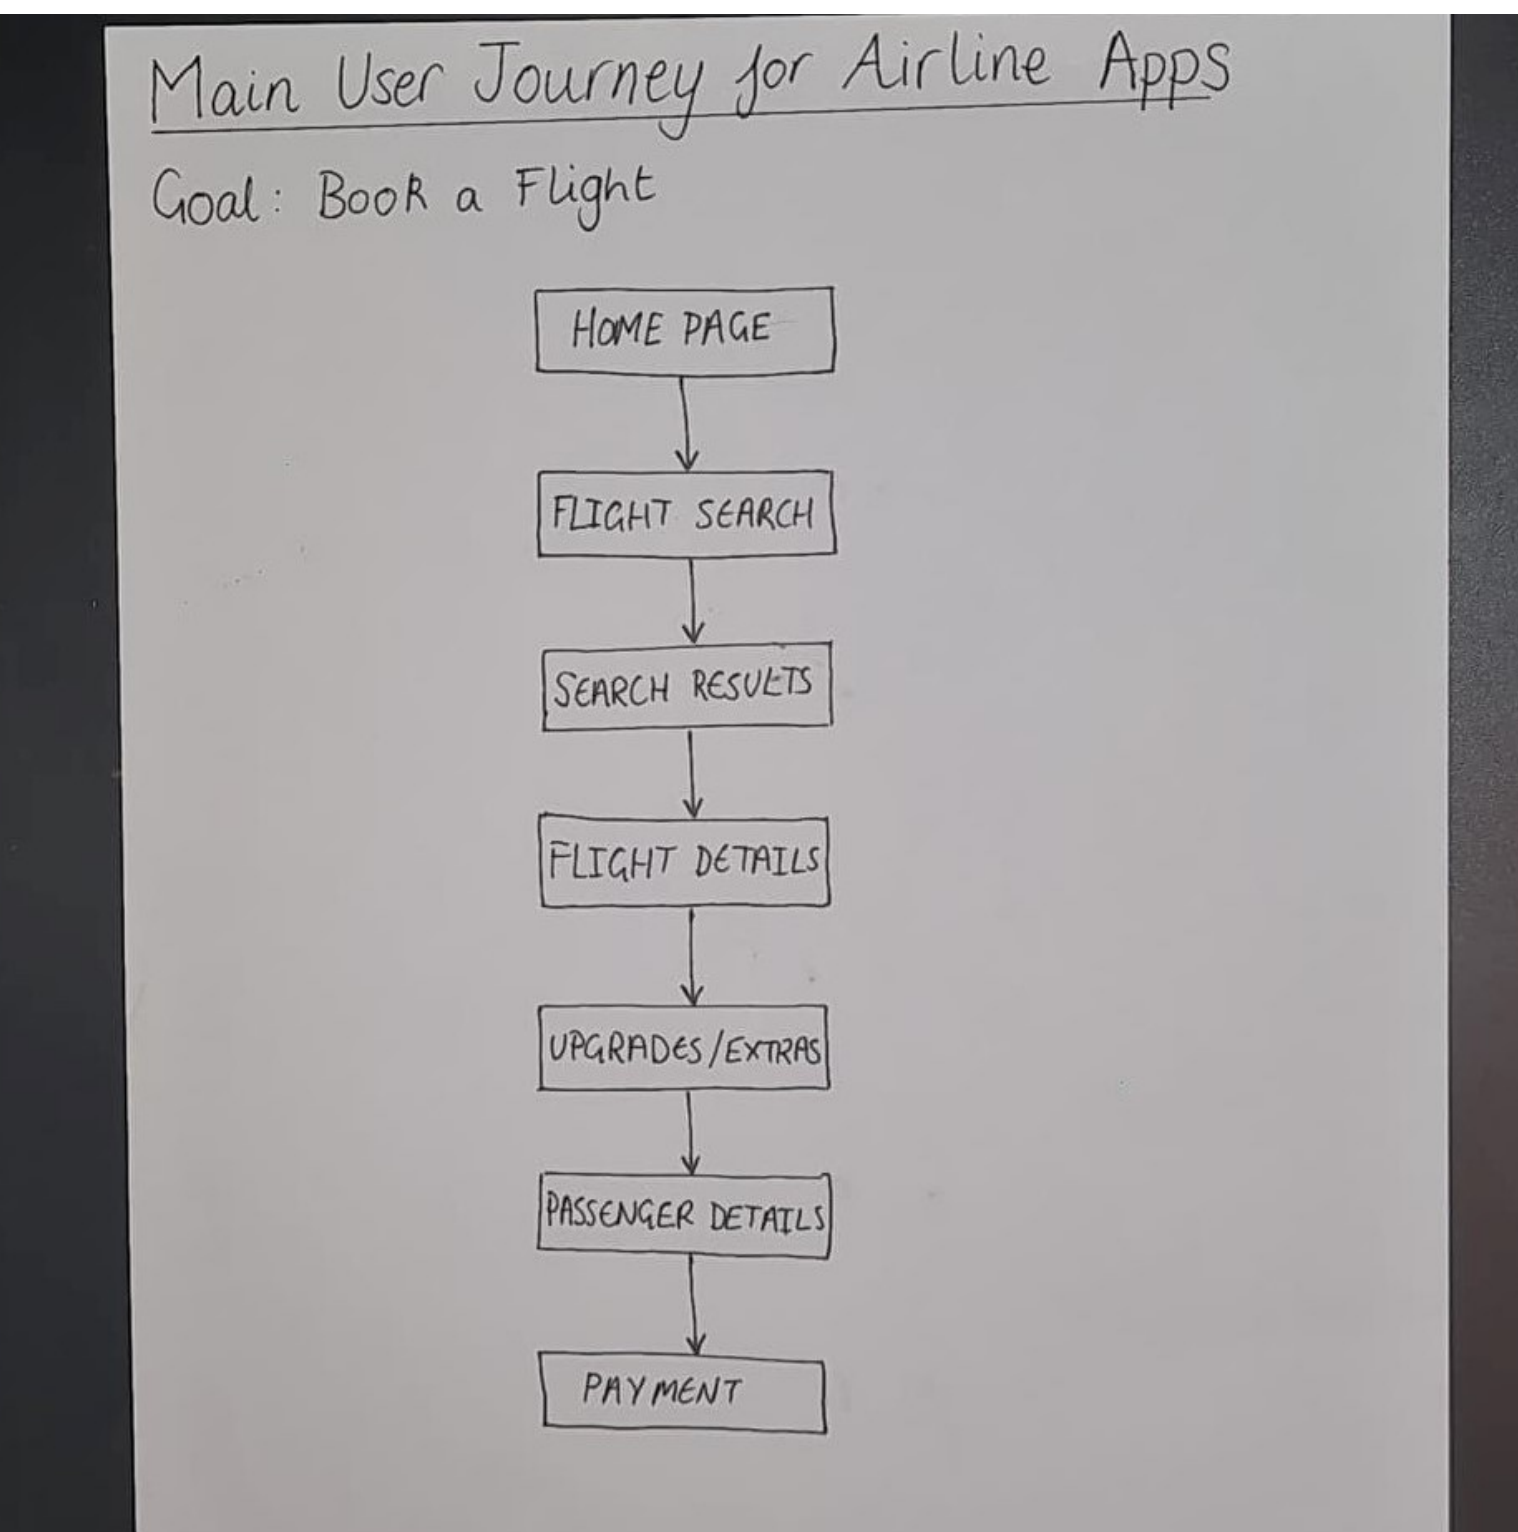 Main User Journey for Airline Apps
Goal: Book a Flight
HOME PAGE
FLIGHT SEARCH
SEARCH RESULTS
FLIGHT DETAILS
UPGRADES/EXTRAS
PASSENGER DETAILS
PAYMENT